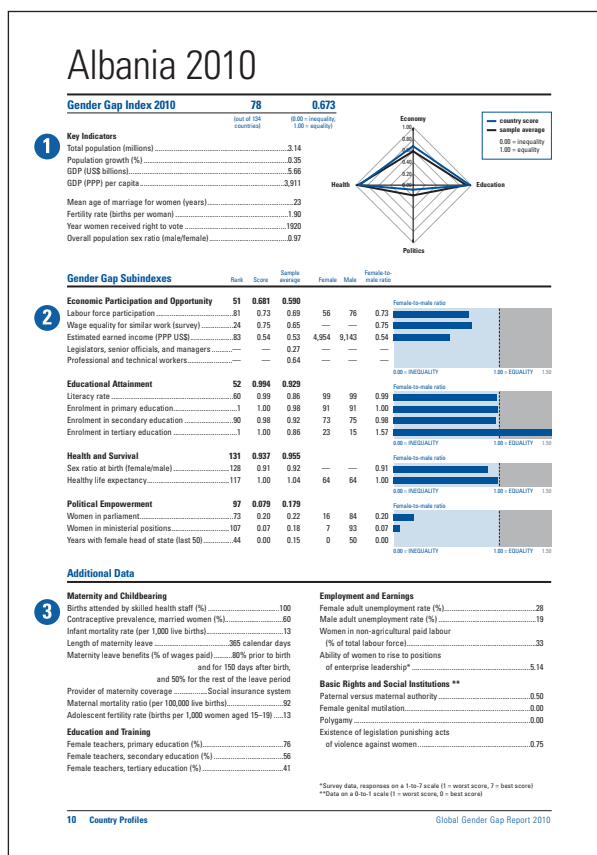 Albania 2010
Gender Gap Index 2010 78 0.673
(out of 134 countries) (0.00 = inequality, 1.00 = equality)
1
Key Indicators
Total population (millions) 3.14
Population growth (%) 0.35
GDP (US$ billions) 5.66
GDP (PPP) per capita 3,911
Mean age of marriage for women (years) 23
Fertility rate (births per woman) 1.90
Year women received right to vote 1920
Overall population sex ratio (male/female) 0.97
Economy
1.00
0.80
0.60
0.40
0.20
0.00
Health
Education
Politics
country score
sample average
0.00 = inequality
1.00 = equality
Gender Gap Subindexes Rank Score Sample average Female Male Female-to-male ratio
2
Economic Participation and Opportunity 51 0.681 0.590
Labour force participation 81 0.73 0.69 56 76 0.73
Wage equality for similar work (survey) 24 0.75 0.65 — — 0.75
Estimated earned income (PPP US$) 83 0.54 0.53 4,954 9,143 0.54
Legislators, senior officials, and managers — — 0.27
Professional and technical workers — — 0.64
Female-to-male ratio
0.00 = INEQUALITY 1.00 = EQUALITY 1.50
Educational Attainment 52 0.994 0.929
Literacy rate 60 0.99 0.86 99 99 0.99
Enrolment in primary education 1 1.00 0.98 91 91 1.00
Enrolment in secondary education 90 0.98 0.92 73 75 0.98
Enrolment in tertiary education 1 1.00 0.86 23 15 1.57
Female-to-male ratio
0.00 = INEQUALITY 1.00 = EQUALITY 1.50
Health and Survival 131 0.937 0.955
Sex ratio at birth (female/male) 128 0.91 0.92 — — 0.91
Healthy life expectancy 117 1.00 1.04 64 64 1.00
Female-to-male ratio
0.00 = INEQUALITY 1.00 = EQUALITY 1.50
Political Empowerment 97 0.079 0.179
Women in parliament 73 0.20 0.22 16 84 0.20
Women in ministerial positions 107 0.07 0.18 7 93 0.07
Years with female head of state (last 50) 44 0.00 0.15 0 50 0.00
Female-to-male ratio
0.00 = INEQUALITY 1.00 = EQUALITY 1.50
Additional Data
3
Maternity and Childbearing
Births attended by skilled health staff (%) 100
Contraceptive prevalence, married women (%) 60
Infant mortality rate (per 1,000 live births) 13
Length of maternity leave 365 calendar days
Maternity leave benefits (% of wages paid) 80% prior to birth
and for 150 days after birth,
and 50% for the rest of the leave period
Provider of maternity coverage Social insurance system
Maternal mortality ratio (per 100,000 live births) 92
Adolescent fertility rate (births per 1,000 women aged 15–19) 13
Education and Training
Female teachers, primary education (%) 76
Female teachers, secondary education (%) 56
Female teachers, tertiary education (%) 41
Employment and Earnings
Female adult unemployment rate (%) 28
Male adult unemployment rate (%) 19
Women in non-agricultural paid labour
(% of total labour force) 33
Ability of women to rise to positions
of enterprise leadership* 5.14
Basic Rights and Social Institutions **
Paternal versus maternal authority 0.50
Female genital mutilation 0.00
Polygamy 0.00
Existence of legislation punishing acts
of violence against women 0.75
*Survey data, responses on a 1-to-7 scale (1 = worst score, 7 = best score)
**Data on a 0-to-1 scale (1 = worst score, 0 = best score)
10 Country Profiles
Global Gender Gap Report 2010